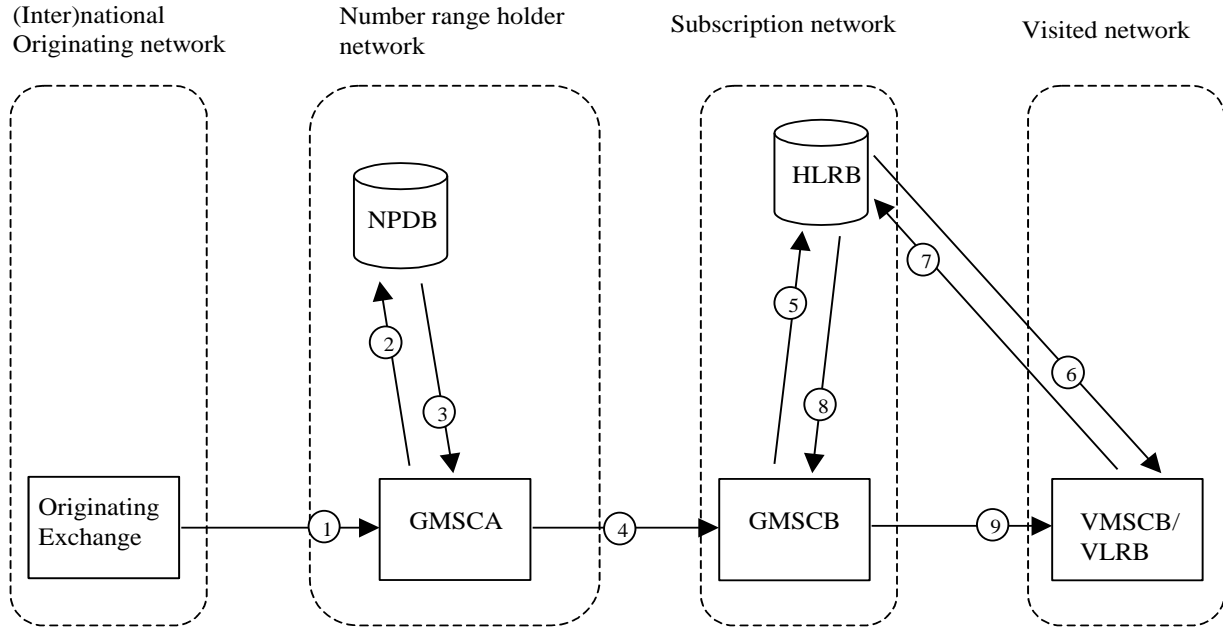 (Inter)national
Originating network
Number range holder
network
Subscription network
Visited network
HLRB
NPDB
7
5
2
6
3
8
Originating
Exchange
1
GMSCA
4
GMSCB
9
VMSCB/
VLRB